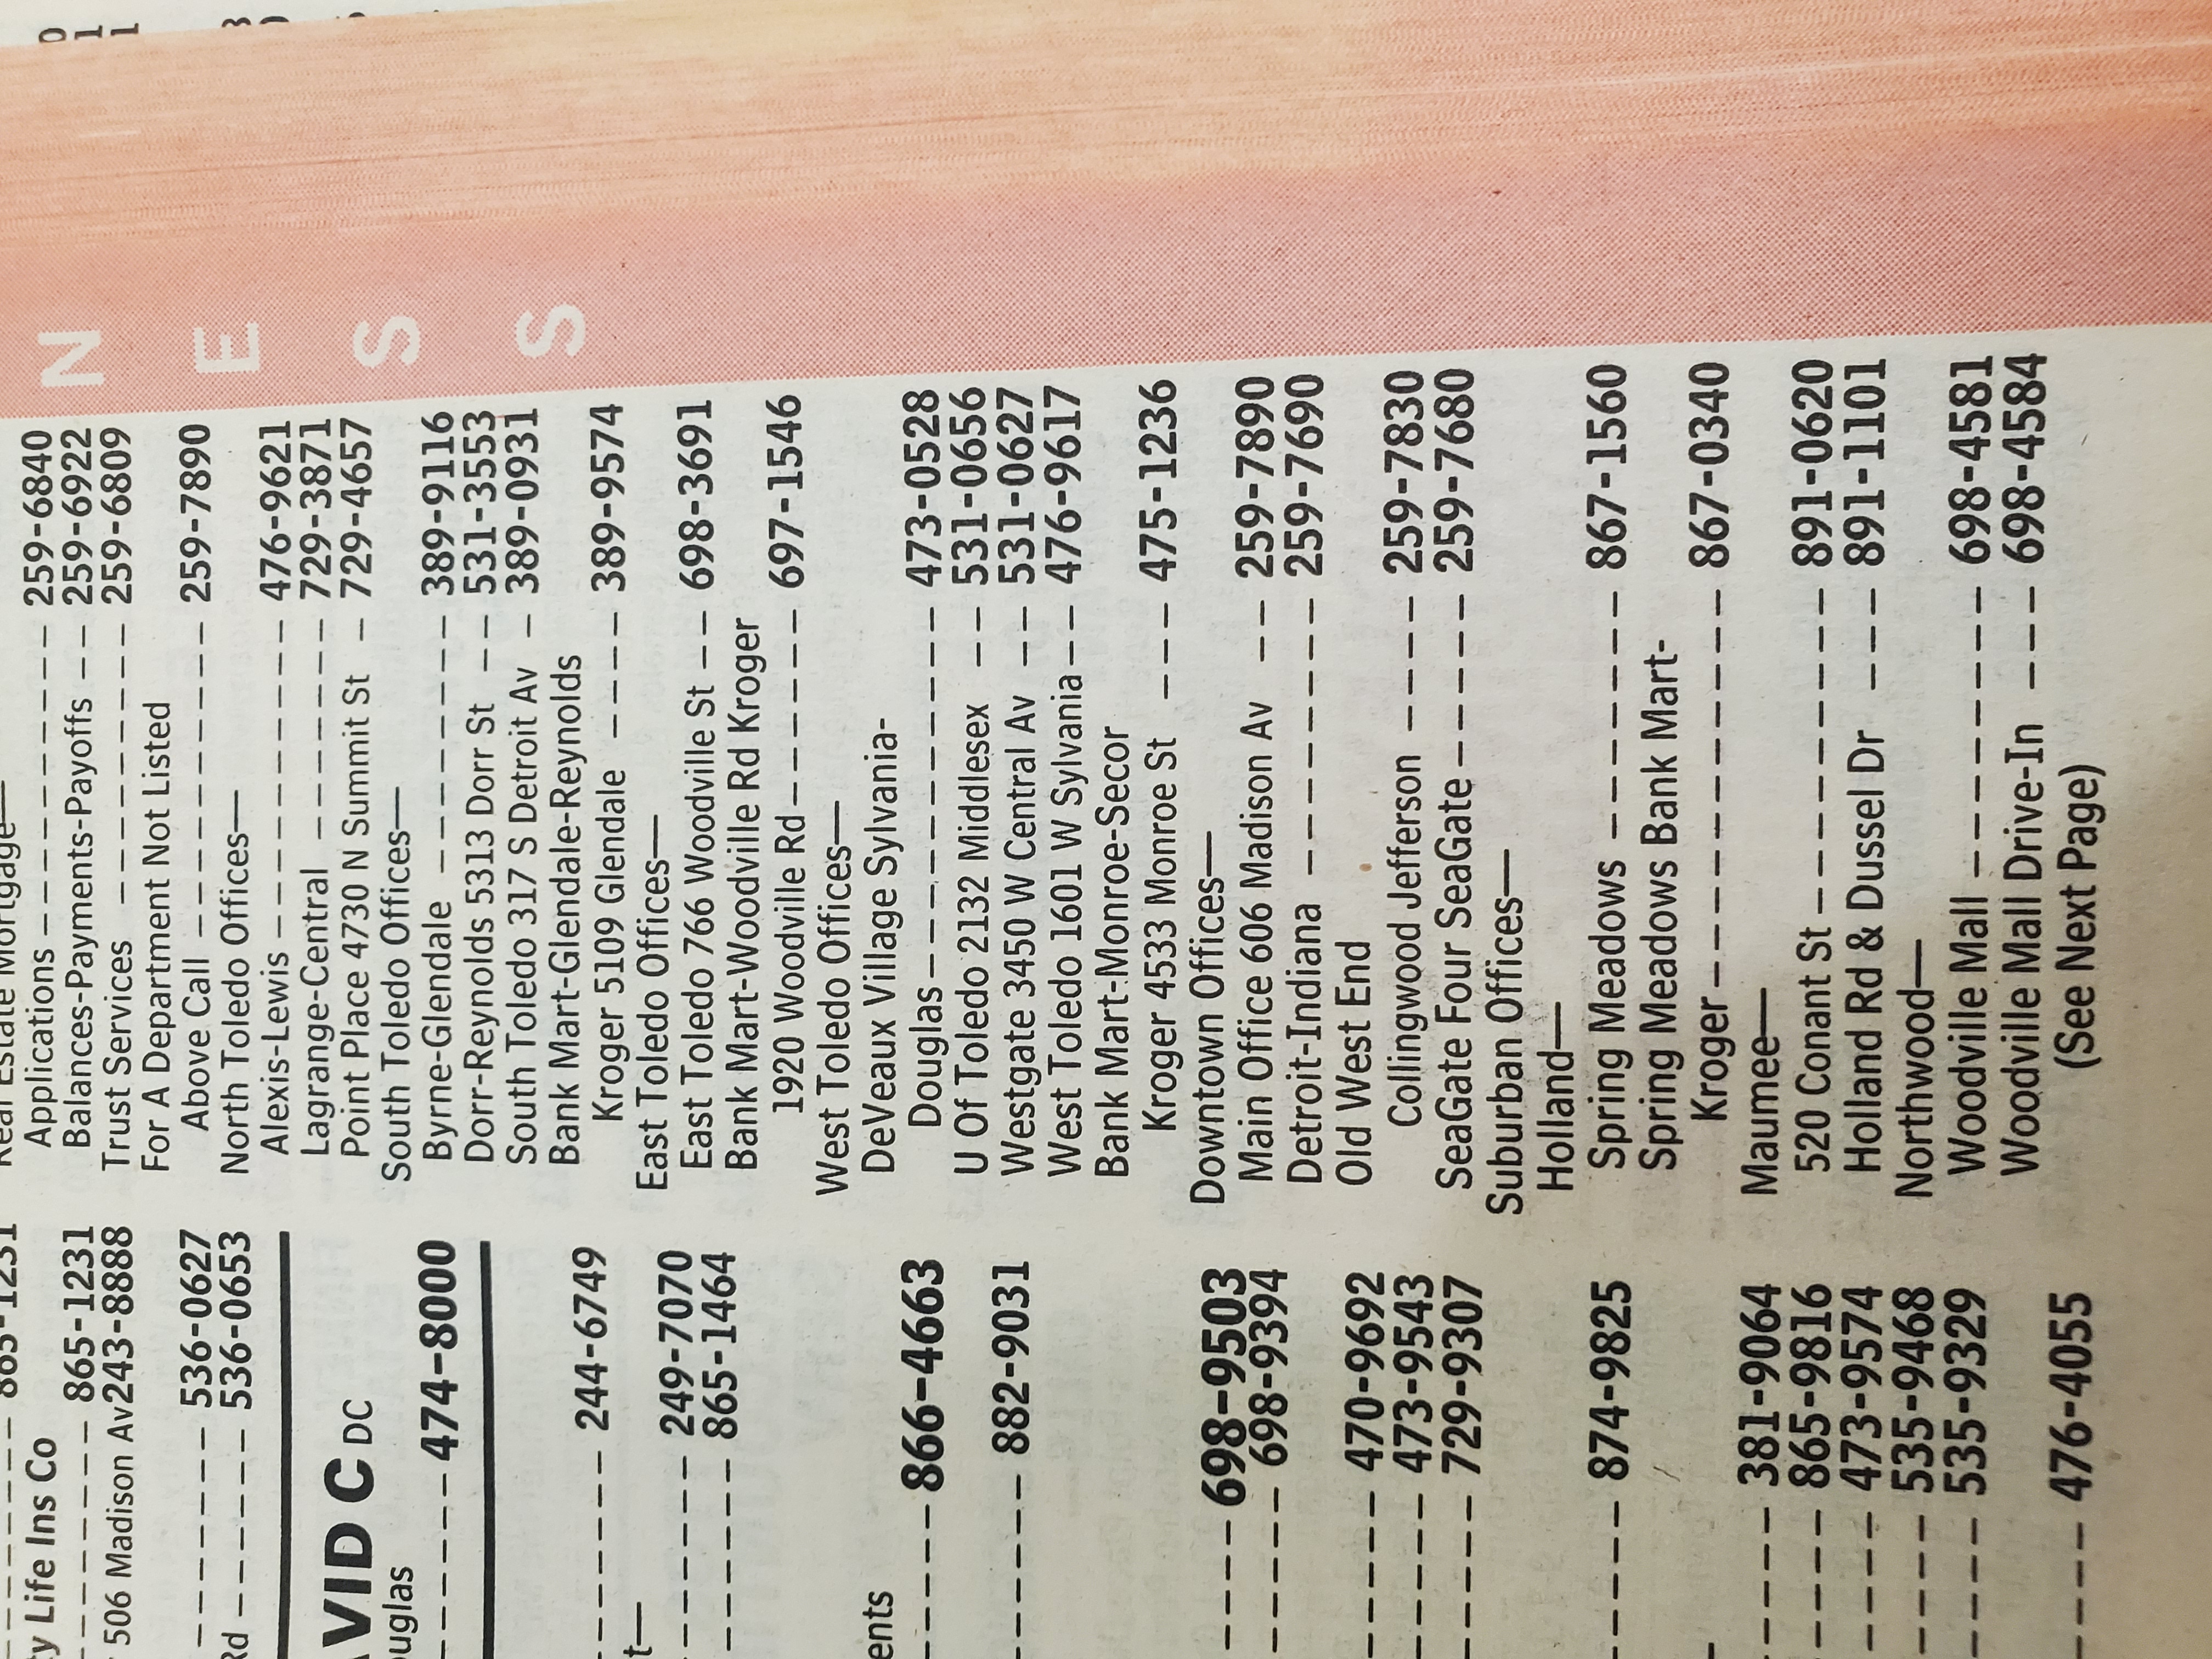 865-1231
ty Life Ins Co
865-1231
506 Madison Av 243-8888
536-0627
Rd 536-0653
AVID C DC
ouglas
474-8000
244-6749
t—
249-7070
865-1464
ents
866-4663
882-9031
698-9503
698-9394
470-9692
473-9543
729-9307
874-9825
381-9064
865-9816
473-9574
535-9468
535-9329
476-4055
Real Estate Mortgage—
Applications 259-6840
Balances-Payments-Payoffs 259-6922
Trust Services 259-6809
For A Department Not Listed
Above Call 259-7890
North Toledo Offices—
Alexis-Lewis 476-9621
Lagrange-Central 729-3871
Point Place 4730 N Summit St 729-4657
South Toledo Offices—
Byrne-Glendale 389-9116
Dorr-Reynolds 5313 Dorr St 531-3553
South Toledo 317 S Detroit Av 389-0931
Bank Mart-Glendale-Reynolds
Kroger 5109 Glendale 389-9574
East Toledo Offices—
East Toledo 766 Woodville St 698-3691
Bank Mart-Woodville Rd Kroger
1920 Woodville Rd 697-1546
West Toledo Offices—
DeVeaux Village Sylvania-
Douglas 473-0528
U Of Toledo 2132 Middlesex 531-0656
Westgate 3450 W Central Av 531-0627
West Toledo 1601 W Sylvania 476-9617
Bank Mart-Monroe-Secor
Kroger 4533 Monroe St 475-1236
Downtown Offices—
Main Office 606 Madison Av 259-7890
Detroit-Indiana 259-7690
Old West End
Collingwood Jefferson 259-7830
SeaGate Four SeaGate 259-7680
Suburban Offices—
Holland—
Spring Meadows 867-1560
Spring Meadows Bank Mart-
Kroger 867-0340
Maumee—
520 Conant St 891-0620
Holland Rd & Dussel Dr 891-1101
Northwood—
Woodville Mall 698-4581
Woodville Mall Drive-In 698-4584
(See Next Page)
N
E
S
S